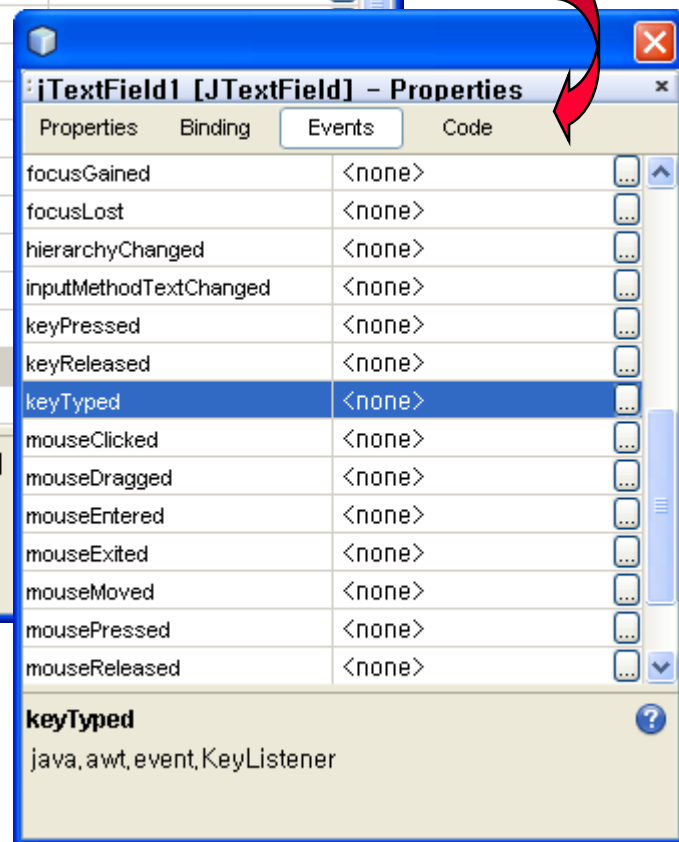 jTextField1 [JTextField] - Properties ×
Properties Binding Events Code
focusGained <none> ...
focusLost <none> ...
hierarchyChanged <none> ...
inputMethodTextChanged <none> ...
keyPressed <none> ...
keyReleased <none> ...
keyTyped <none> ...
mouseClicked <none> ...
mouseDragged <none> ...
mouseEntered <none> ...
mouseExited <none> ...
mouseMoved <none> ...
mousePressed <none> ...
mouseReleased <none> ...
keyTyped ?
java.awt.event.KeyListener